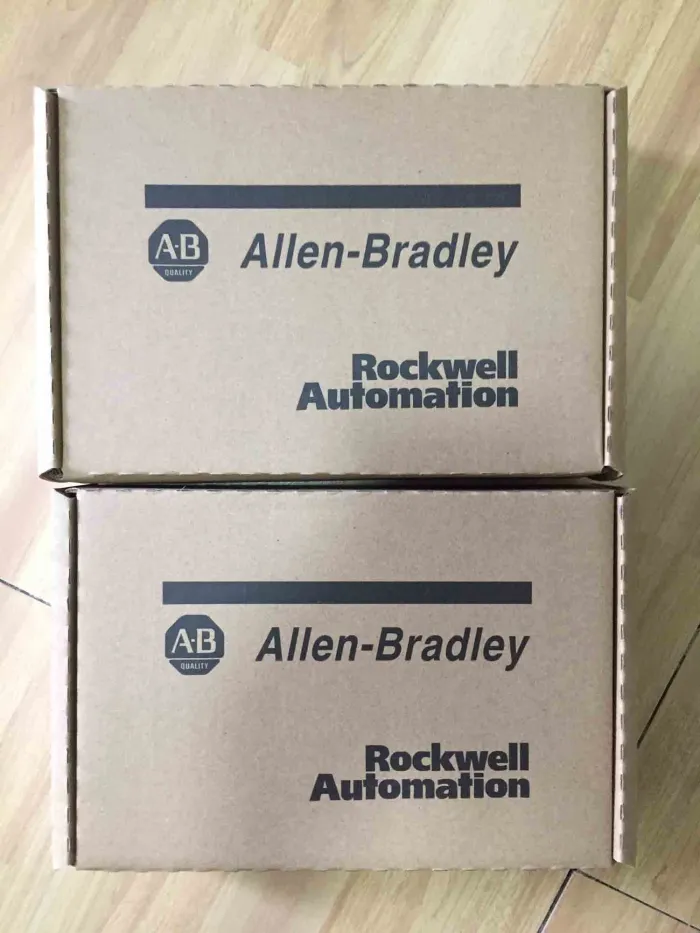 A·B
QUALITY
Allen-Bradley
Rockwell
Automation
A·B
QUALITY
Allen-Bradley
Rockwell
Automation